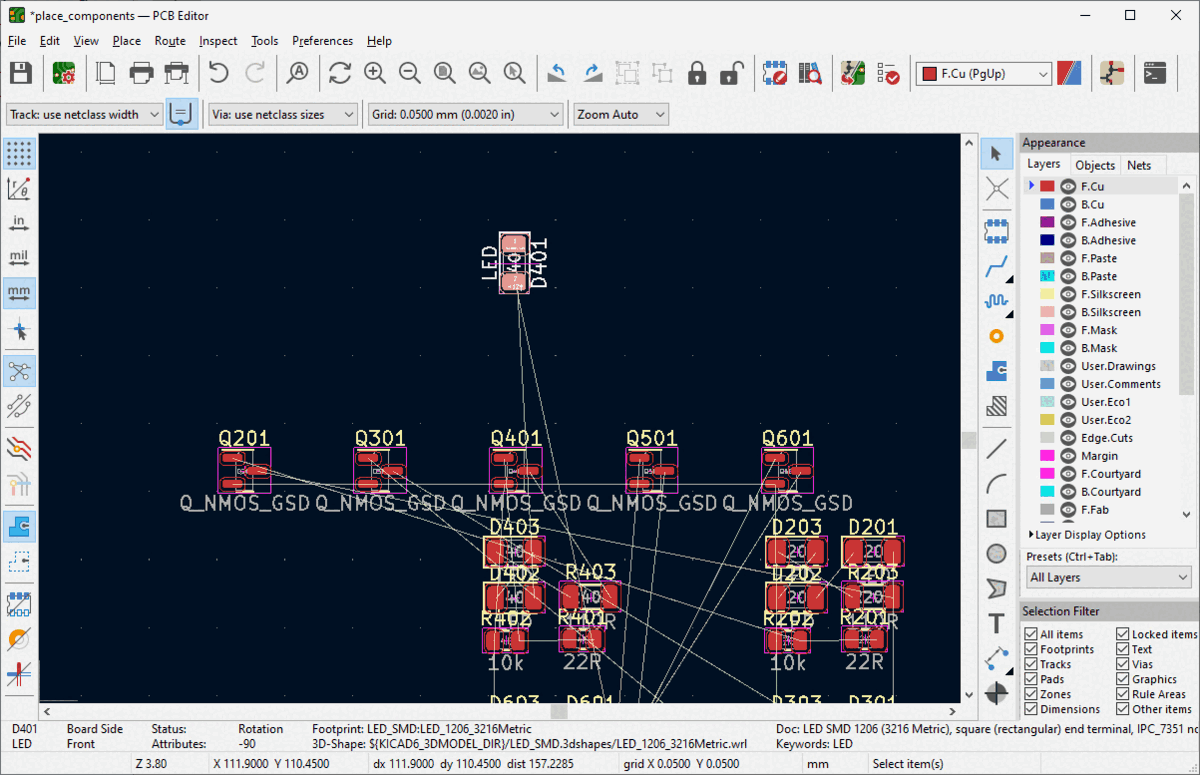 *place_components — PCB Editor
File Edit View Place Route Inspect Tools Preferences Help
F.Cu (PgUp)
Track: use netclass width
Via: use netclass sizes
Grid: 0.0500 mm (0.0020 in)
Zoom Auto
in
mil
mm
LED
D401
Q201 Q301 Q401 Q501 Q601
Q_NMOS_GSD Q_NMOS_GSD Q_NMOS_GSD Q_NMOS_GSD Q_NMOS_GSD
D403 D203 D201
40 20 20
D402 R403 D202 R203
40 40 20 20
R402 R401 R201
10k 22R 10k 22R
D603 D601 D303 D301
Appearance
Layers Objects Nets
F.Cu
B.Cu
F.Adhesive
B.Adhesive
F.Paste
B.Paste
F.Silkscreen
B.Silkscreen
F.Mask
B.Mask
User.Drawings
User.Comments
User.Eco1
User.Eco2
Edge.Cuts
Margin
F.Courtyard
B.Courtyard
F.Fab
Layer Display Options
Presets (Ctrl+Tab):
All Layers
Selection Filter
All items Locked items
Footprints Text
Tracks Vias
Pads Graphics
Zones Rule Areas
Dimensions Other items
D401 Board Side Status: Rotation Footprint: LED_SMD:LED_1206_3216Metric Doc: LED SMD 1206 (3216 Metric), square (rectangular) end terminal, IPC_7351 no
LED Front Attributes: -90 3D-Shape: ${KICAD6_3DMODEL_DIR}/LED_SMD.3dshapes/LED_1206_3216Metric.wrl Keywords: LED
Z 3.80 X 111.9000 Y 110.4500 dx 111.9000 dy 110.4500 dist 157.2285 grid X 0.0500 Y 0.0500 mm Select item(s)